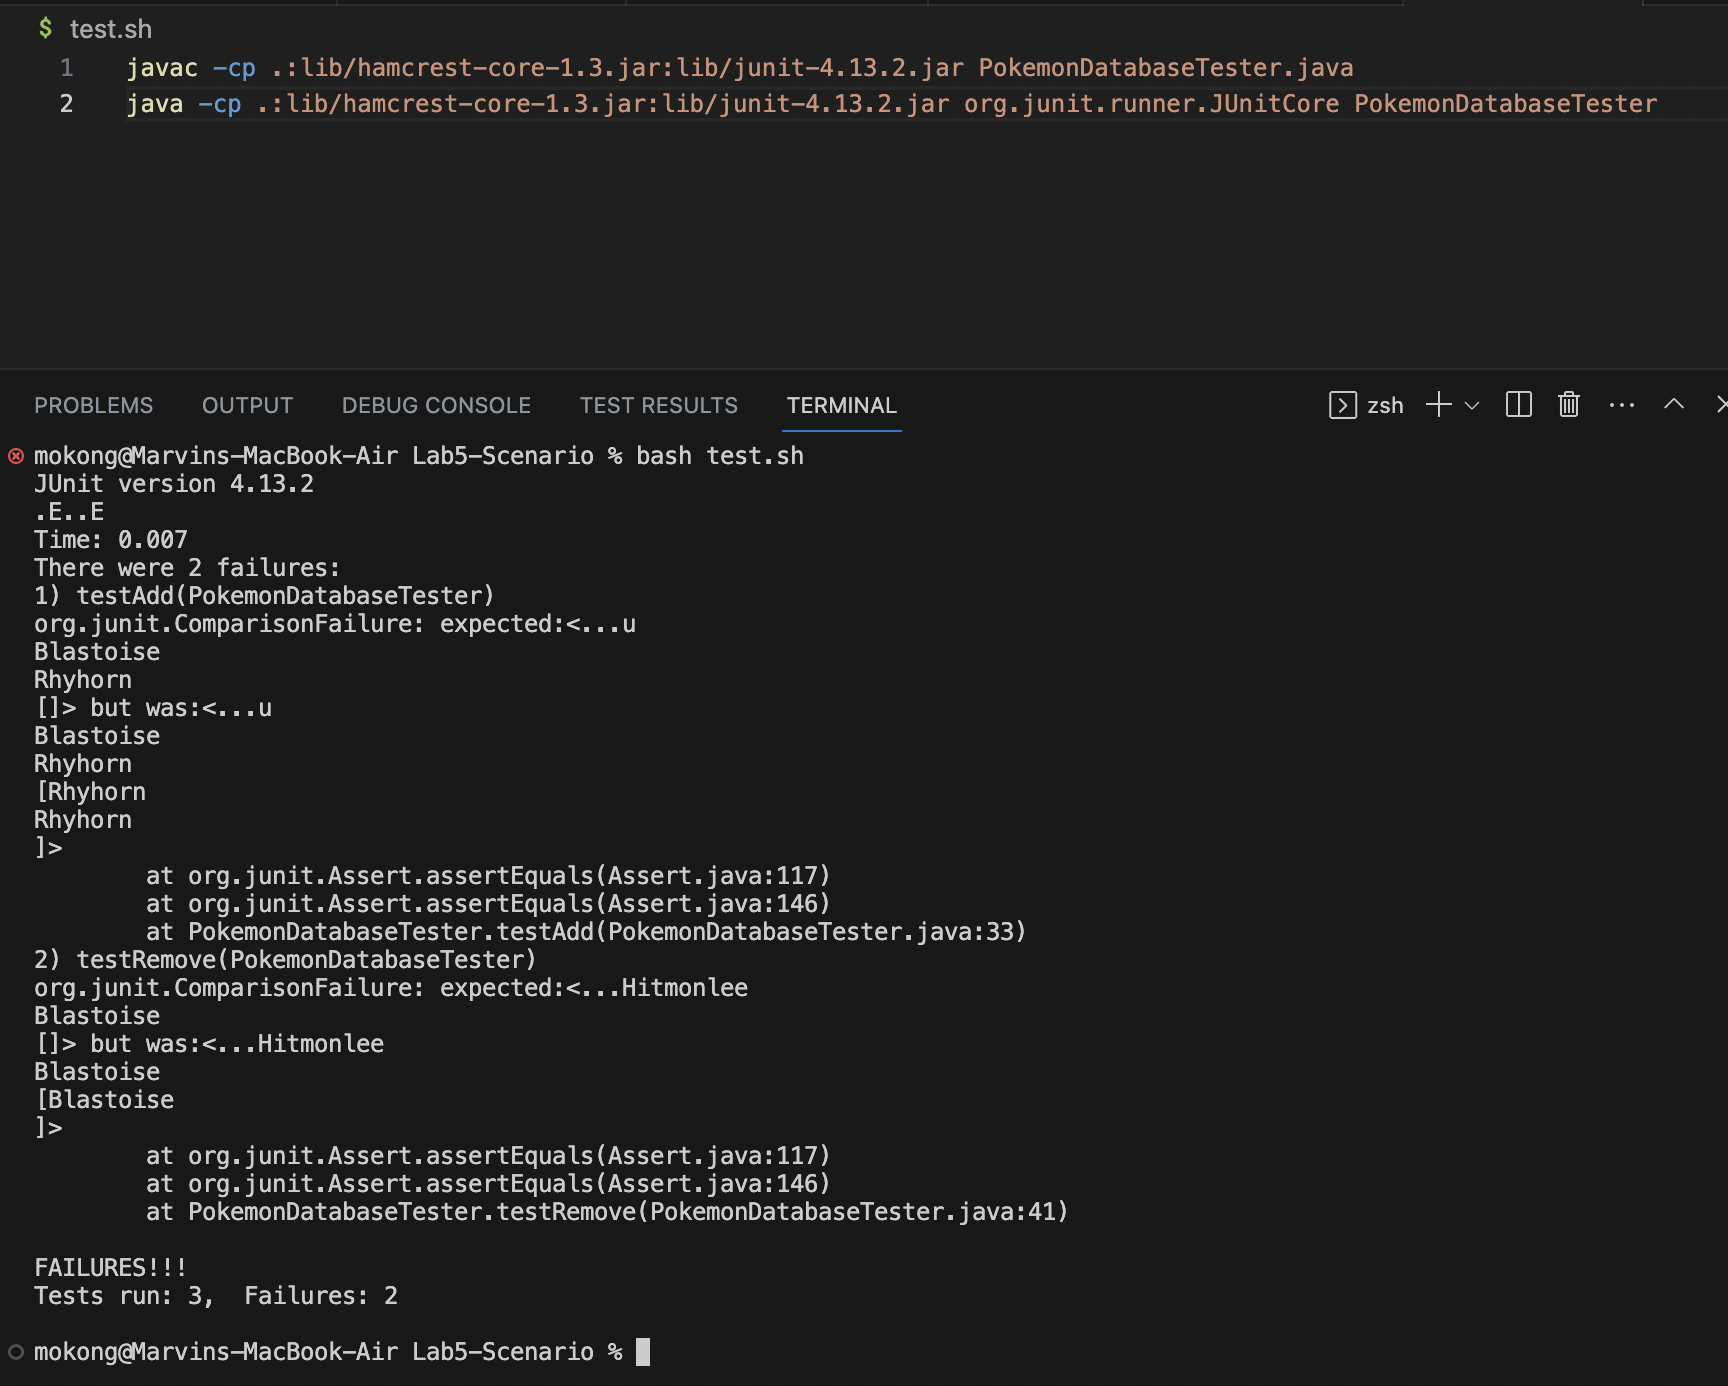 $ test.sh
1 javac -cp .:lib/hamcrest-core-1.3.jar:lib/junit-4.13.2.jar PokemonDatabaseTester.java
2 java -cp .:lib/hamcrest-core-1.3.jar:lib/junit-4.13.2.jar org.junit.runner.JUnitCore PokemonDatabaseTester
PROBLEMS OUTPUT DEBUG CONSOLE TEST RESULTS TERMINAL zsh
mokong@Marvins-MacBook-Air Lab5-Scenario % bash test.sh
JUnit version 4.13.2
.E..E
Time: 0.007
There were 2 failures:
1) testAdd(PokemonDatabaseTester)
org.junit.ComparisonFailure: expected:<...u
Blastoise
Rhyhorn
[]> but was:<...u
Blastoise
Rhyhorn
[Rhyhorn
Rhyhorn
]>
at org.junit.Assert.assertEquals(Assert.java:117)
at org.junit.Assert.assertEquals(Assert.java:146)
at PokemonDatabaseTester.testAdd(PokemonDatabaseTester.java:33)
2) testRemove(PokemonDatabaseTester)
org.junit.ComparisonFailure: expected:<...Hitmonlee
Blastoise
[]> but was:<...Hitmonlee
Blastoise
[Blastoise
]>
at org.junit.Assert.assertEquals(Assert.java:117)
at org.junit.Assert.assertEquals(Assert.java:146)
at PokemonDatabaseTester.testRemove(PokemonDatabaseTester.java:41)
FAILURES!!!
Tests run: 3,  Failures: 2
mokong@Marvins-MacBook-Air Lab5-Scenario %